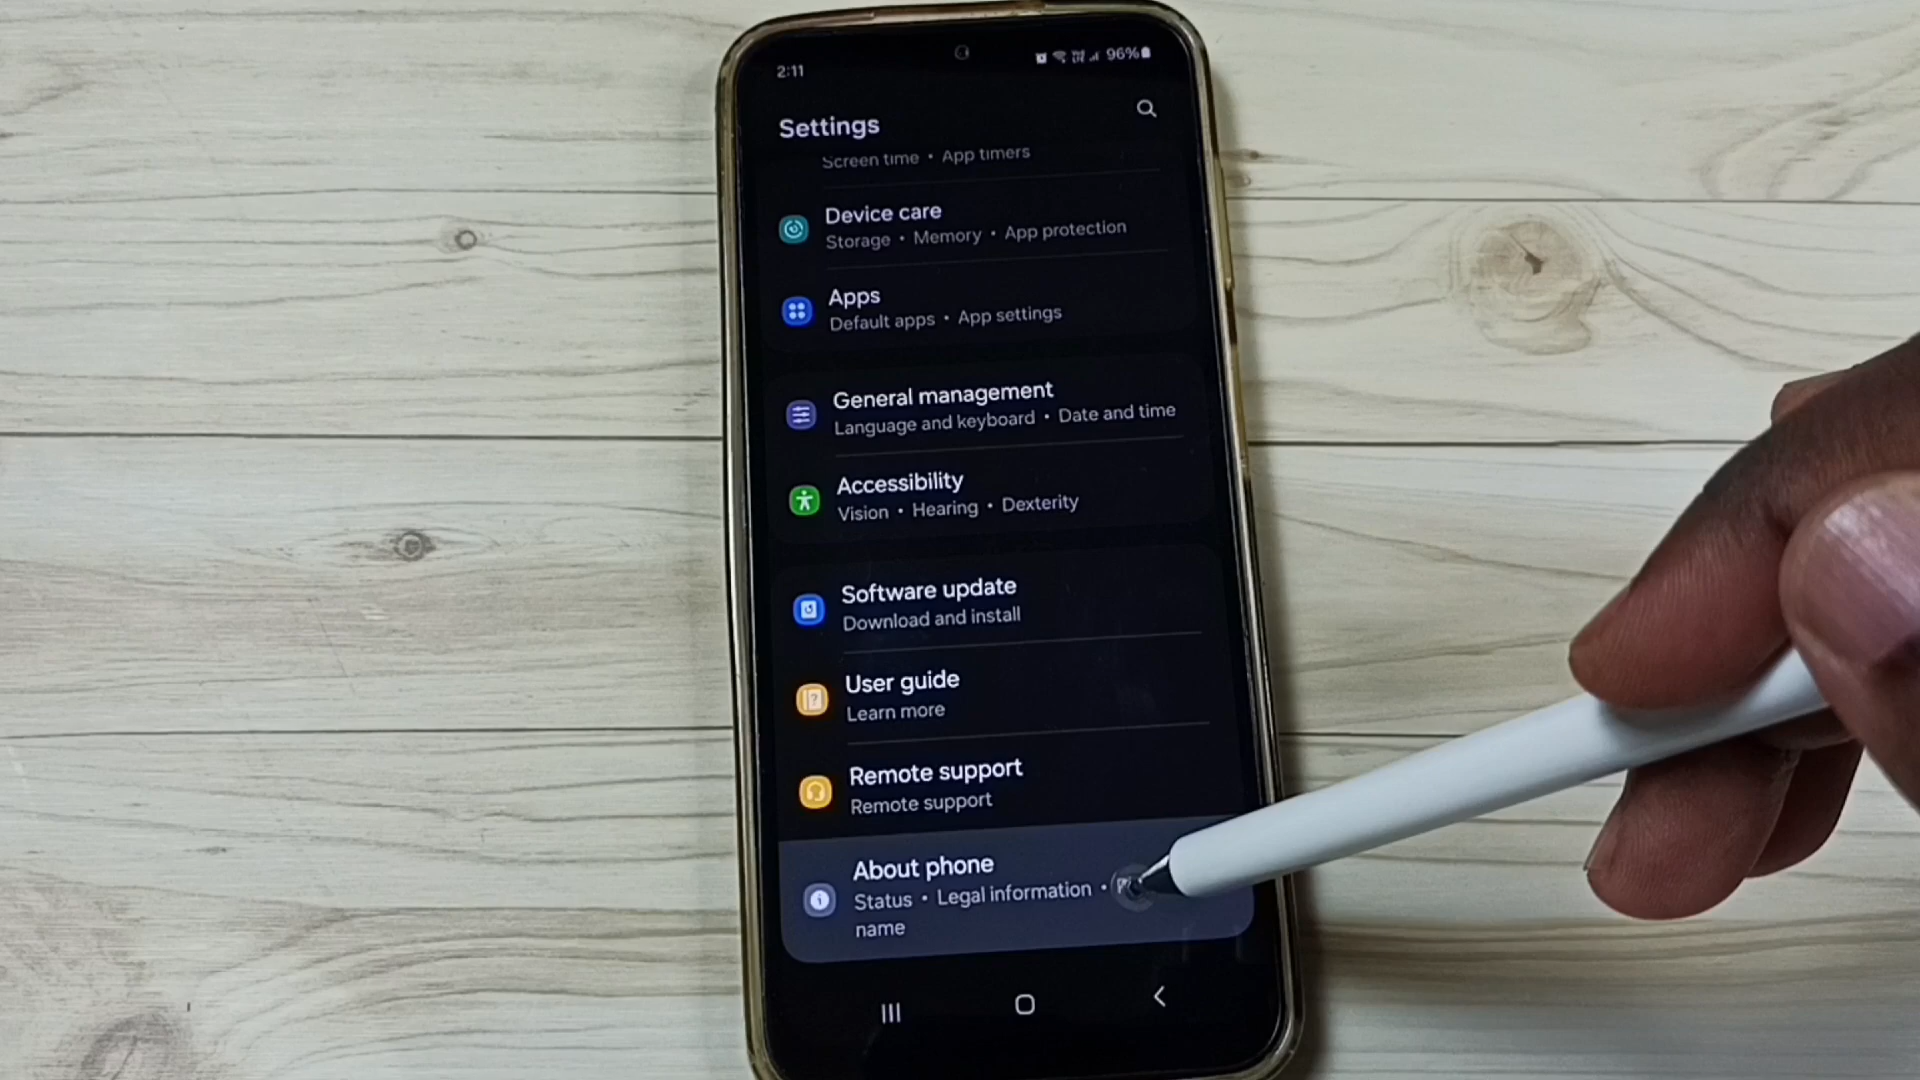 2:11
96%
Settings
Screen time • App timers
Device care
Storage • Memory • App protection
Apps
Default apps • App settings
General management
Language and keyboard • Date and time
Accessibility
Vision • Hearing • Dexterity
Software update
Download and install
User guide
Learn more
Remote support
Remote support
About phone
Status • Legal information •
name